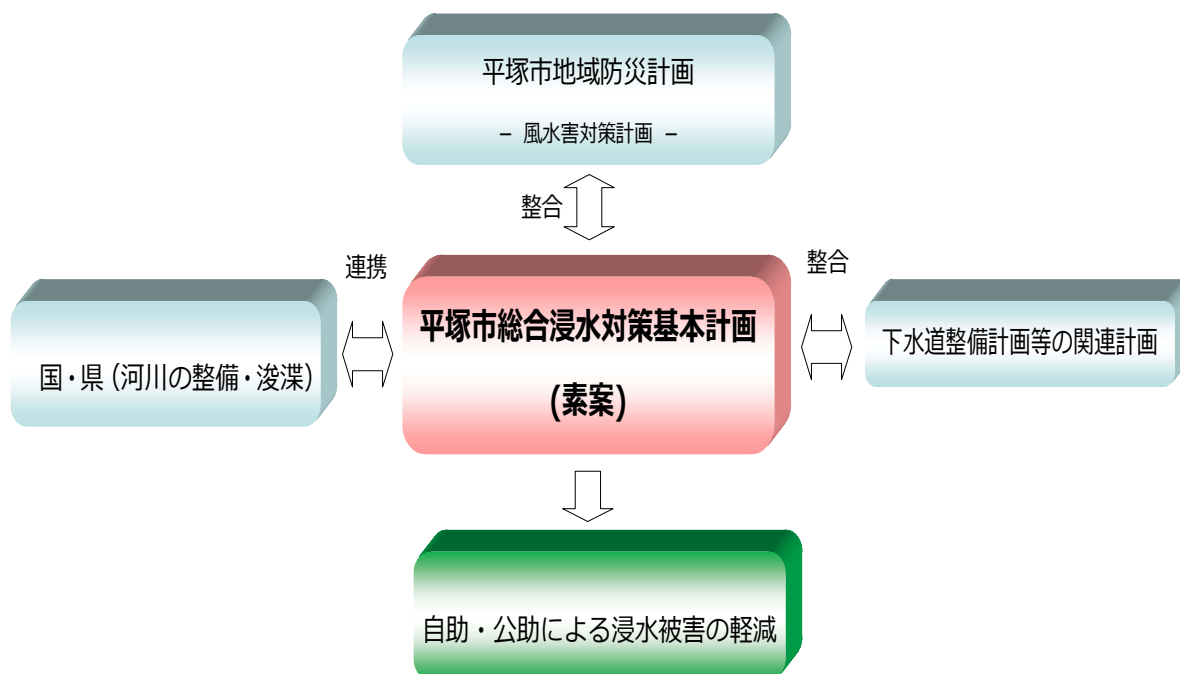 平塚市地域防災計画
－ 風水害対策計画 －
整合
連携
整合
平塚市総合浸水対策基本計画
(素案)
国・県（河川の整備・浚渫）
下水道整備計画等の関連計画
自助・公助による浸水被害の軽減